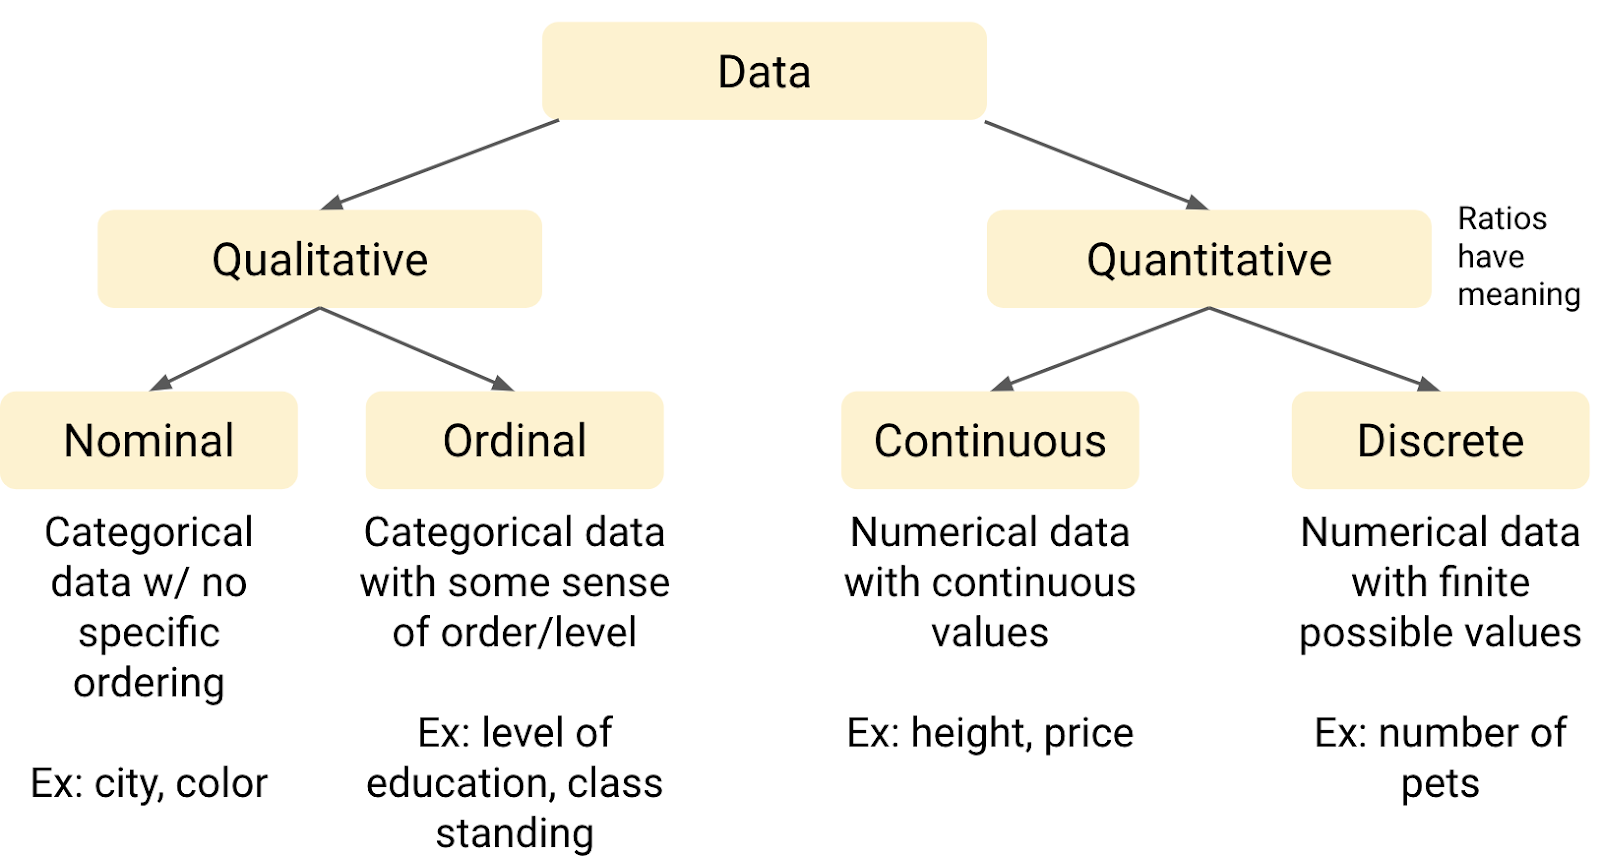 Data
Qualitative
Quantitative
Ratios
have
meaning
Nominal
Categorical
data w/ no
specific
ordering
Ex: city, color
Ordinal
Categorical data
with some sense
of order/level
Ex: level of
education, class
standing
Continuous
Numerical data
with continuous
values
Ex: height, price
Discrete
Numerical data
with finite
possible values
Ex: number of
pets